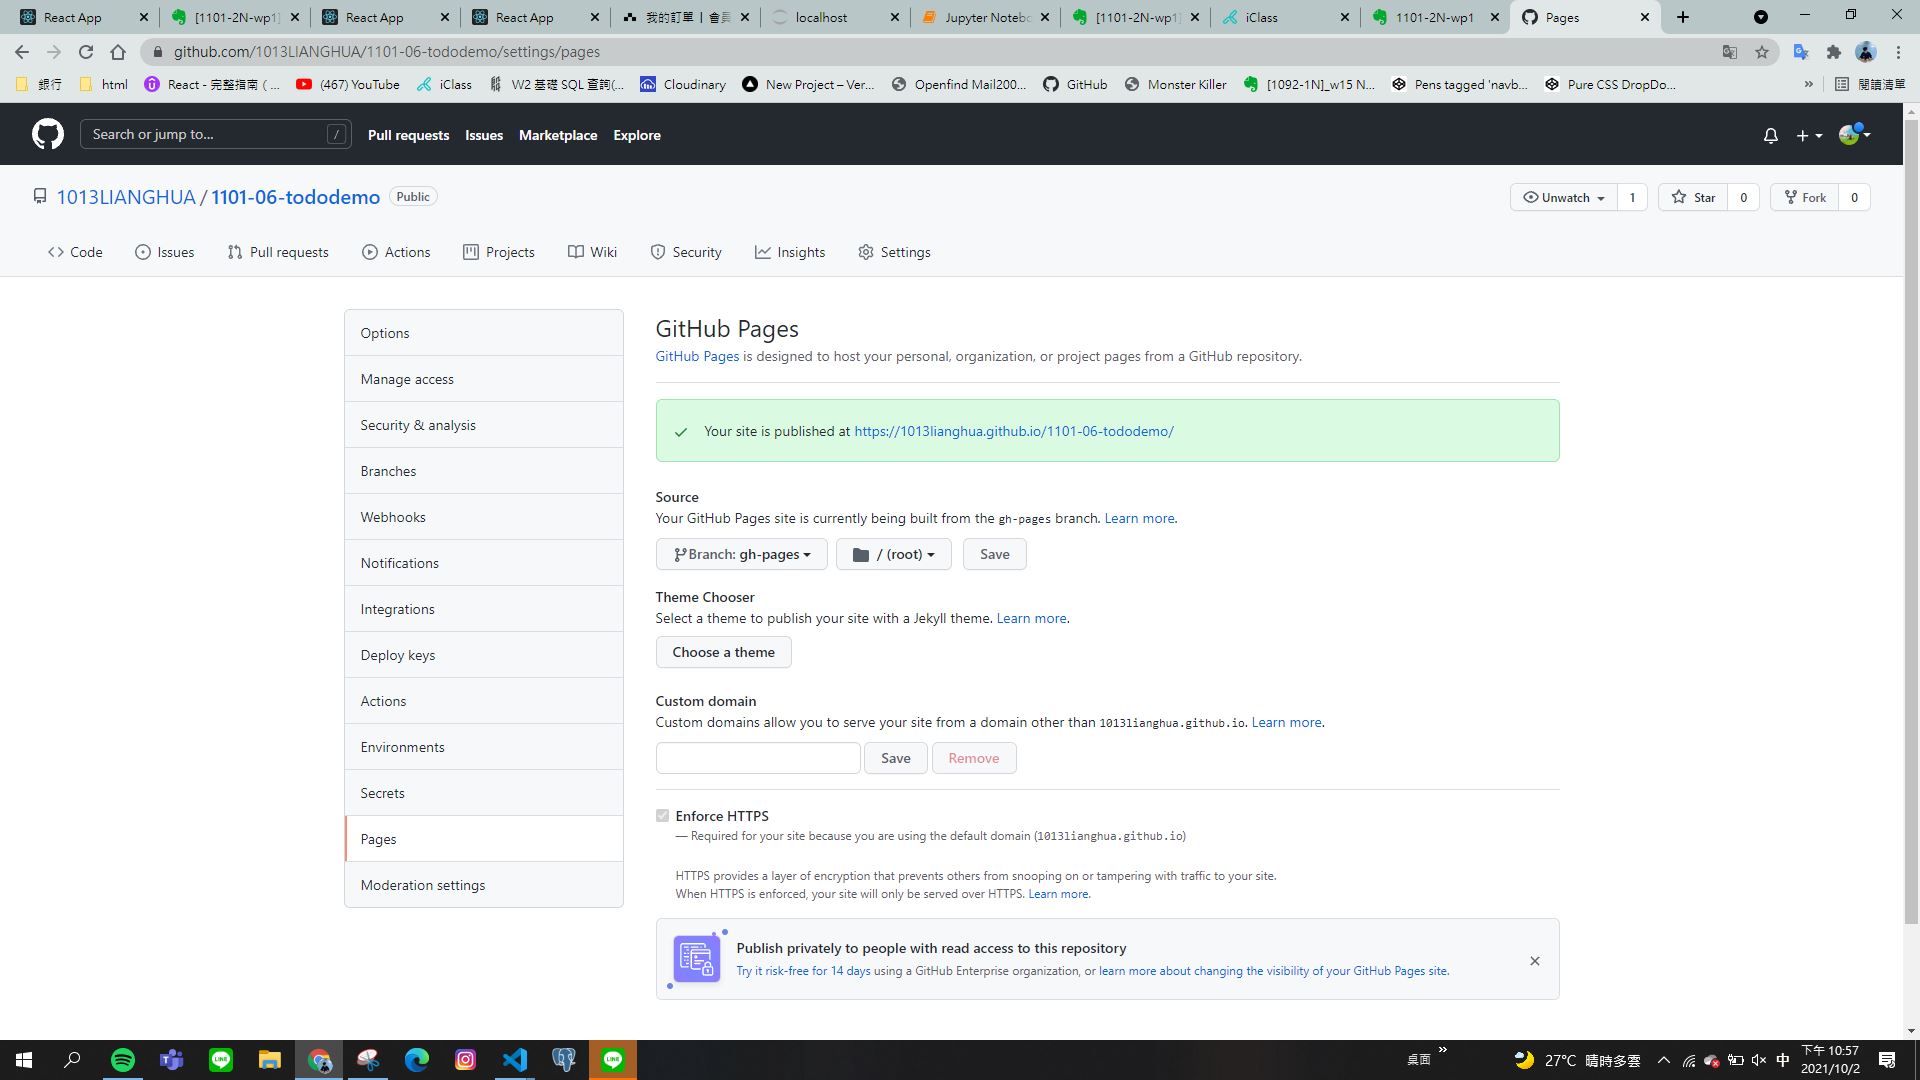 React App
[1101-2N-wp1]
React App
React App
我的訂單 | 會員
localhost
Jupyter Notebo
[1101-2N-wp1]
iClass
1101-2N-wp1
Pages
github.com/1013LIANGHUA/1101-06-tododemo/settings/pages
銀行
html
React - 完整指南 (...
(467) YouTube
iClass
W2 基礎 SQL 查詢(...
Cloudinary
New Project – Ver...
Openfind Mail200...
GitHub
Monster Killer
[1092-1N]_w15 N...
Pens tagged 'navb...
Pure CSS DropDo...
»
閱讀清單
Search or jump to...
/
Pull requests
Issues
Marketplace
Explore
1013LIANGHUA / 1101-06-tododemo
Public
Unwatch
1
Star
0
Fork
0
Code
Issues
Pull requests
Actions
Projects
Wiki
Security
Insights
Settings
Options
Manage access
Security & analysis
Branches
Webhooks
Notifications
Integrations
Deploy keys
Actions
Environments
Secrets
Pages
Moderation settings
GitHub Pages
GitHub Pages is designed to host your personal, organization, or project pages from a GitHub repository.
Your site is published at https://1013lianghua.github.io/1101-06-tododemo/
Source
Your GitHub Pages site is currently being built from the gh-pages branch. Learn more.
Branch: gh-pages
/ (root)
Save
Theme Chooser
Select a theme to publish your site with a Jekyll theme. Learn more.
Choose a theme
Custom domain
Custom domains allow you to serve your site from a domain other than 1013lianghua.github.io. Learn more.
Save
Remove
Enforce HTTPS
— Required for your site because you are using the default domain (1013lianghua.github.io)
HTTPS provides a layer of encryption that prevents others from snooping on or tampering with traffic to your site.
When HTTPS is enforced, your site will only be served over HTTPS. Learn more.
Publish privately to people with read access to this repository
Try it risk-free for 14 days using a GitHub Enterprise organization, or learn more about changing the visibility of your GitHub Pages site.
桌面
»
27°C 晴時多雲
中
下午 10:57
2021/10/2